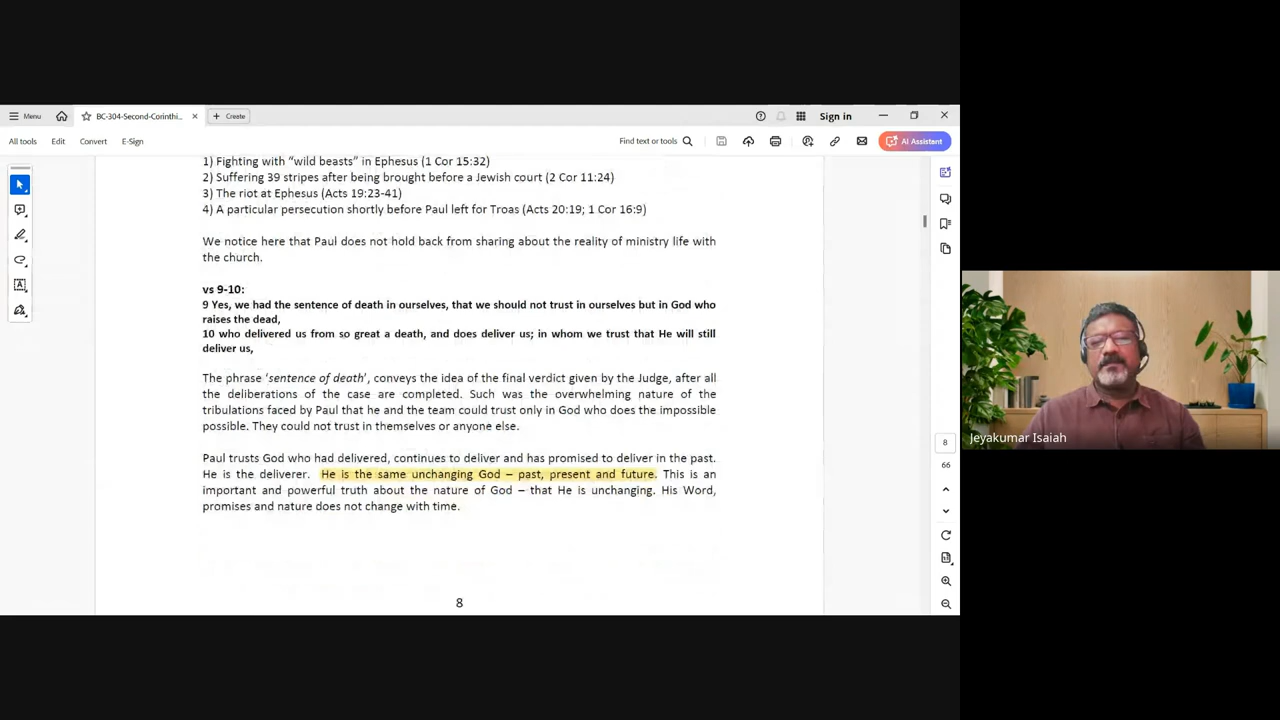 Menu
BC-304-Second-Corinthi...
Create
Sign in
All tools
Edit
Convert
E-Sign
Find text or tools
AI Assistant
1) Fighting with “wild beasts” in Ephesus (1 Cor 15:32)
2) Suffering 39 stripes after being brought before a Jewish court (2 Cor 11:24)
3) The riot at Ephesus (Acts 19:23-41)
4) A particular persecution shortly before Paul left for Troas (Acts 20:19; 1 Cor 16:9)
We notice here that Paul does not hold back from sharing about the reality of ministry life with
the church.
vs 9-10:
9 Yes, we had the sentence of death in ourselves, that we should not trust in ourselves but in God who
raises the dead,
10 who delivered us from so great a death, and does deliver us; in whom we trust that He will still
deliver us,
The phrase ‘sentence of death’, conveys the idea of the final verdict given by the Judge, after all
the deliberations of the case are completed. Such was the overwhelming nature of the
tribulations faced by Paul that he and the team could trust only in God who does the impossible
possible. They could not trust in themselves or anyone else.
Paul trusts God who had delivered, continues to deliver and has promised to deliver in the past.
He is the deliverer. He is the same unchanging God – past, present and future. This is an
important and powerful truth about the nature of God – that He is unchanging. His Word,
promises and nature does not change with time.
8
8
66
Jeyakumar Isaiah